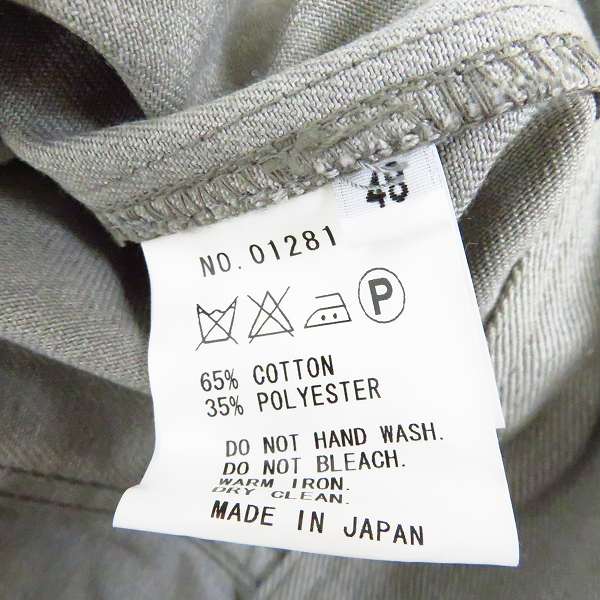 46
NO. 01281
P
65% COTTON
35% POLYESTER
DO NOT HAND WASH.
DO NOT BLEACH.
WARM IRON.
DRY CLEAN.
MADE IN JAPAN